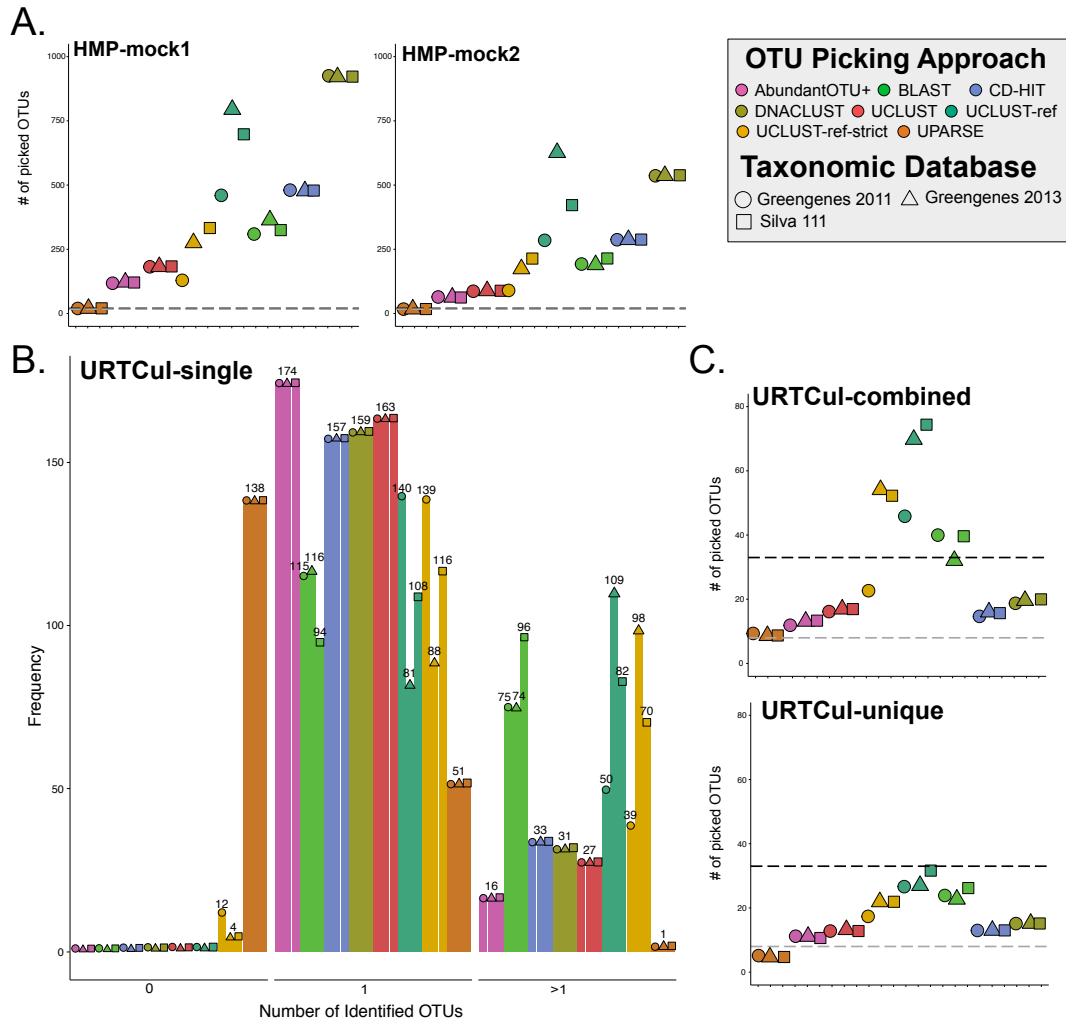 A.
HMP-mock1
HMP-mock2
# of picked OTUs
1000
750
500
250
0
OTU Picking Approach
AbundantOTU+ BLAST CD-HIT
DNACLUST UCLUST UCLUST-ref
UCLUST-ref-strict UPARSE
Taxonomic Database
Greengenes 2011 Greengenes 2013
Silva 111
B.
URTCul-single
Frequency
150
100
50
0
12
4
138
174
115
116
94
157
159
163
140
81
108
139
88
116
51
16
75
74
96
33
31
27
50
109
82
39
98
70
1
0
1
>1
Number of Identified OTUs
C.
URTCul-combined
# of picked OTUs
80
60
40
20
0
URTCul-unique
# of picked OTUs
80
60
40
20
0